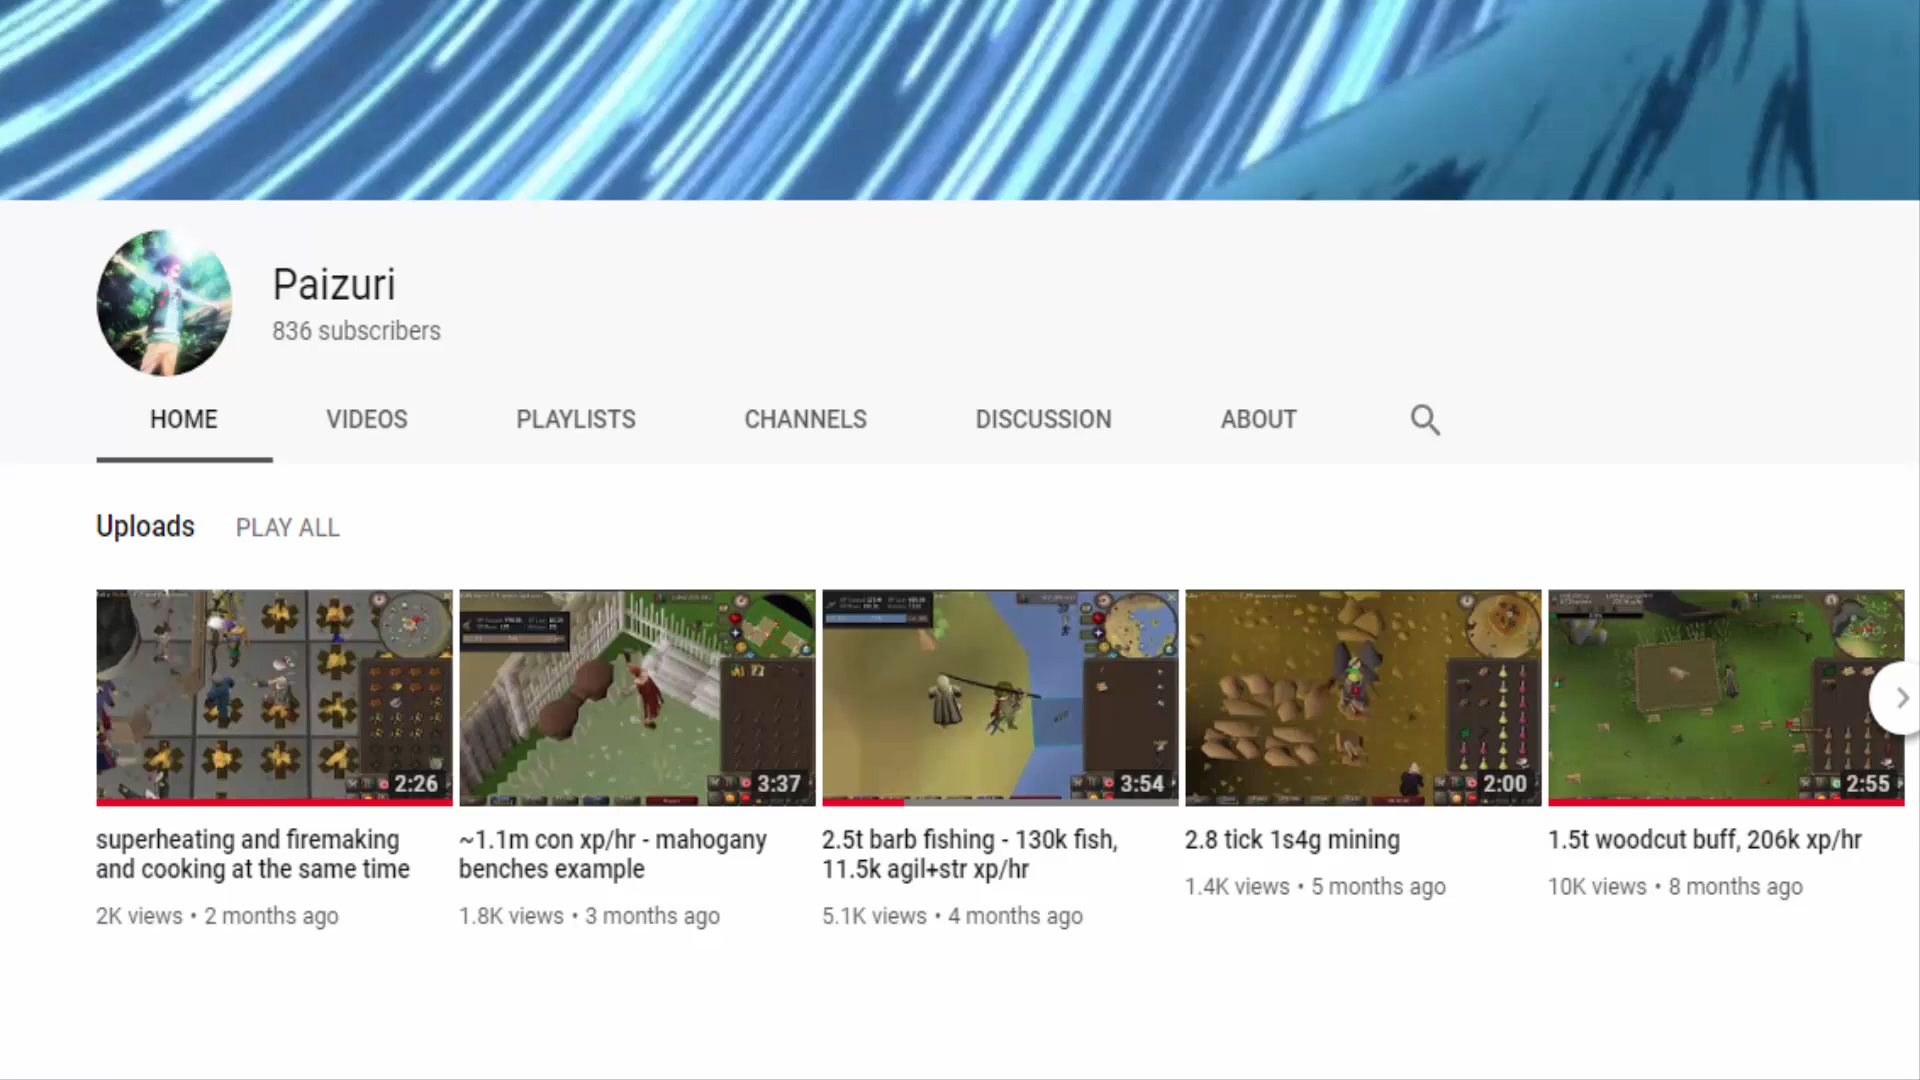 Paizuri
836 subscribers
HOME VIDEOS PLAYLISTS CHANNELS DISCUSSION ABOUT
Uploads PLAY ALL
2:26
3:37
3:54
2:00
2:55
superheating and firemaking
and cooking at the same time
2K views • 2 months ago
~1.1m con xp/hr - mahogany
benches example
1.8K views • 3 months ago
2.5t barb fishing - 130k fish,
11.5k agil+str xp/hr
5.1K views • 4 months ago
2.8 tick 1s4g mining
1.4K views • 5 months ago
1.5t woodcut buff, 206k xp/hr
10K views • 8 months ago